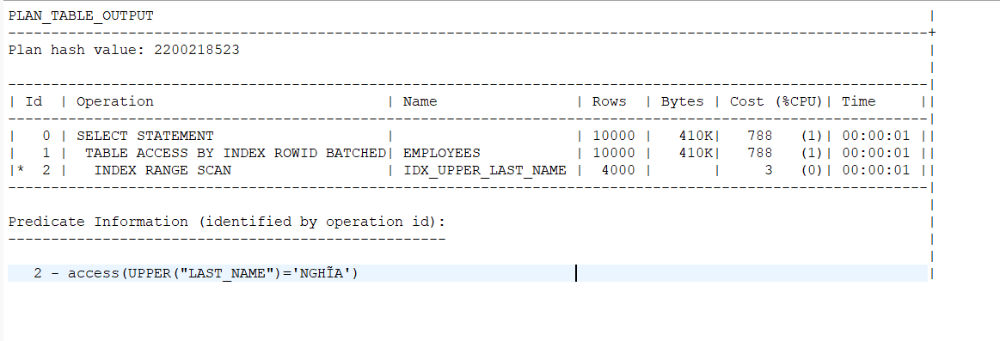 PLAN_TABLE_OUTPUT                                                                                          |
-----------------------------------------------------------------------------------------------------------+
Plan hash value: 2200218523                                                                                |
                                                                                                           |
-----------------------------------------------------------------------------------------------------------|
| Id  | Operation                           | Name                | Rows  | Bytes | Cost (%CPU)| Time     ||
-----------------------------------------------------------------------------------------------------------|
|   0 | SELECT STATEMENT                    |                     | 10000 |   410K|   788   (1)| 00:00:01 ||
|   1 |  TABLE ACCESS BY INDEX ROWID BATCHED| EMPLOYEES           | 10000 |   410K|   788   (1)| 00:00:01 ||
|*  2 |   INDEX RANGE SCAN                  | IDX_UPPER_LAST_NAME |  4000 |       |     3   (0)| 00:00:01 ||
-----------------------------------------------------------------------------------------------------------|
                                                                                                           |
Predicate Information (identified by operation id):                                                        |
---------------------------------------------------                                                        |
                                                                                                           |
   2 - access(UPPER("LAST_NAME")='NGHĨA')                                                                  |